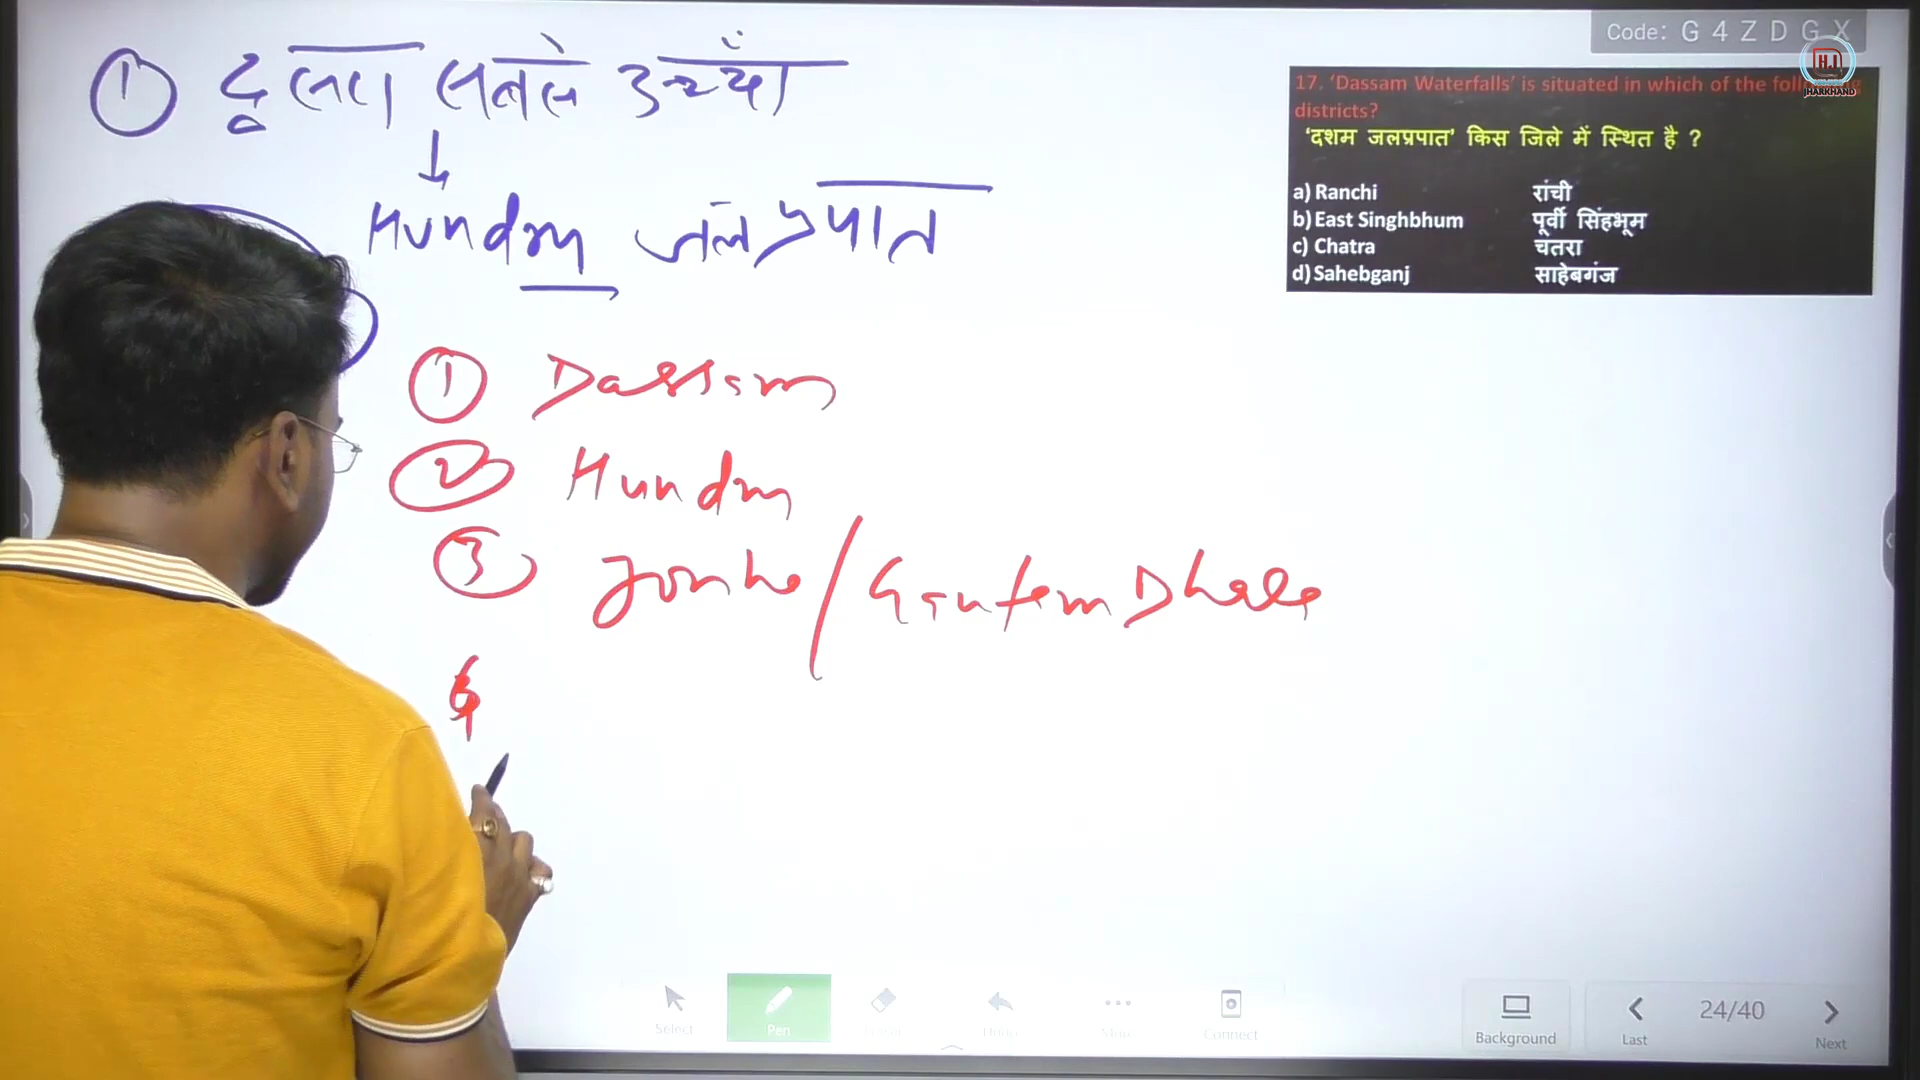 ① दूसरा सबसे ऊँचा
↓
Hundru जलप्रपात
① Dassam
② Hundru
③ Jonha / Gautam Dhara
Code: G 4 Z D G X
17. ‘Dassam Waterfalls’ is situated in which of the
districts?
‘दशम जलप्रपात’ किस जिले में स्थित है ?
a) Ranchi रांची
b) East Singhbhum पूर्वी सिंहभूम
c) Chatra चतरा
d) Sahebganj साहेबगंज
JHARKHAND
Select Pen Undo Connect
Background
Last 24/40 Next